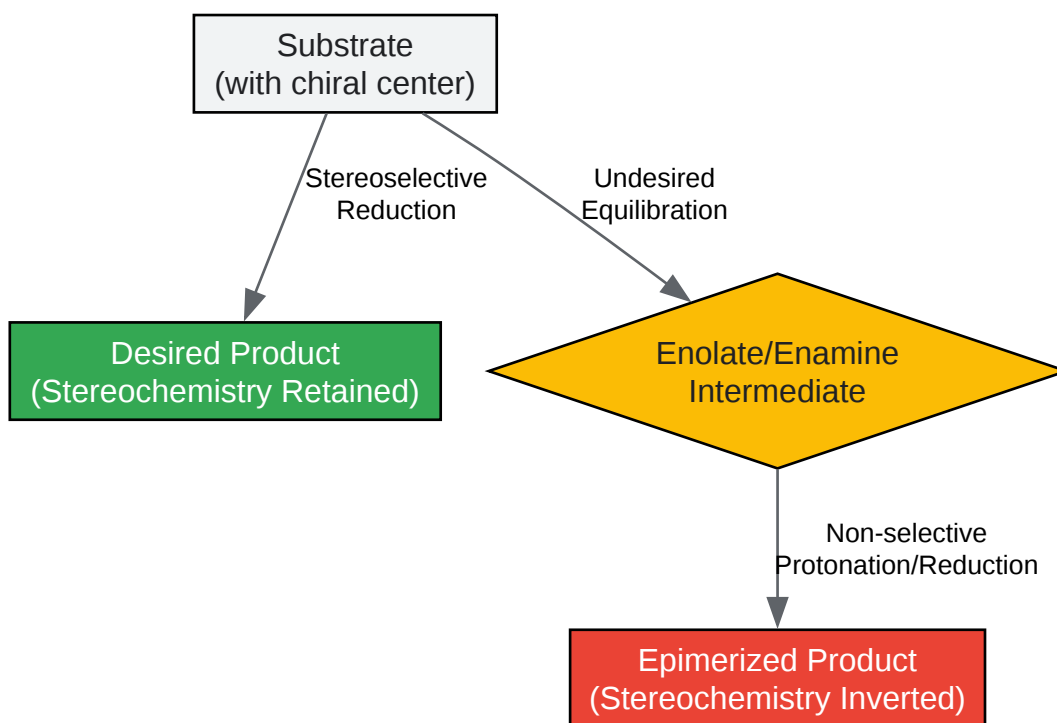 Substrate
(with chiral center)
Stereoselective
Reduction
Undesired
Equilibration
Desired Product
(Stereochemistry Retained)
Enolate/Enamine
Intermediate
Non-selective
Protonation/Reduction
Epimerized Product
(Stereochemistry Inverted)